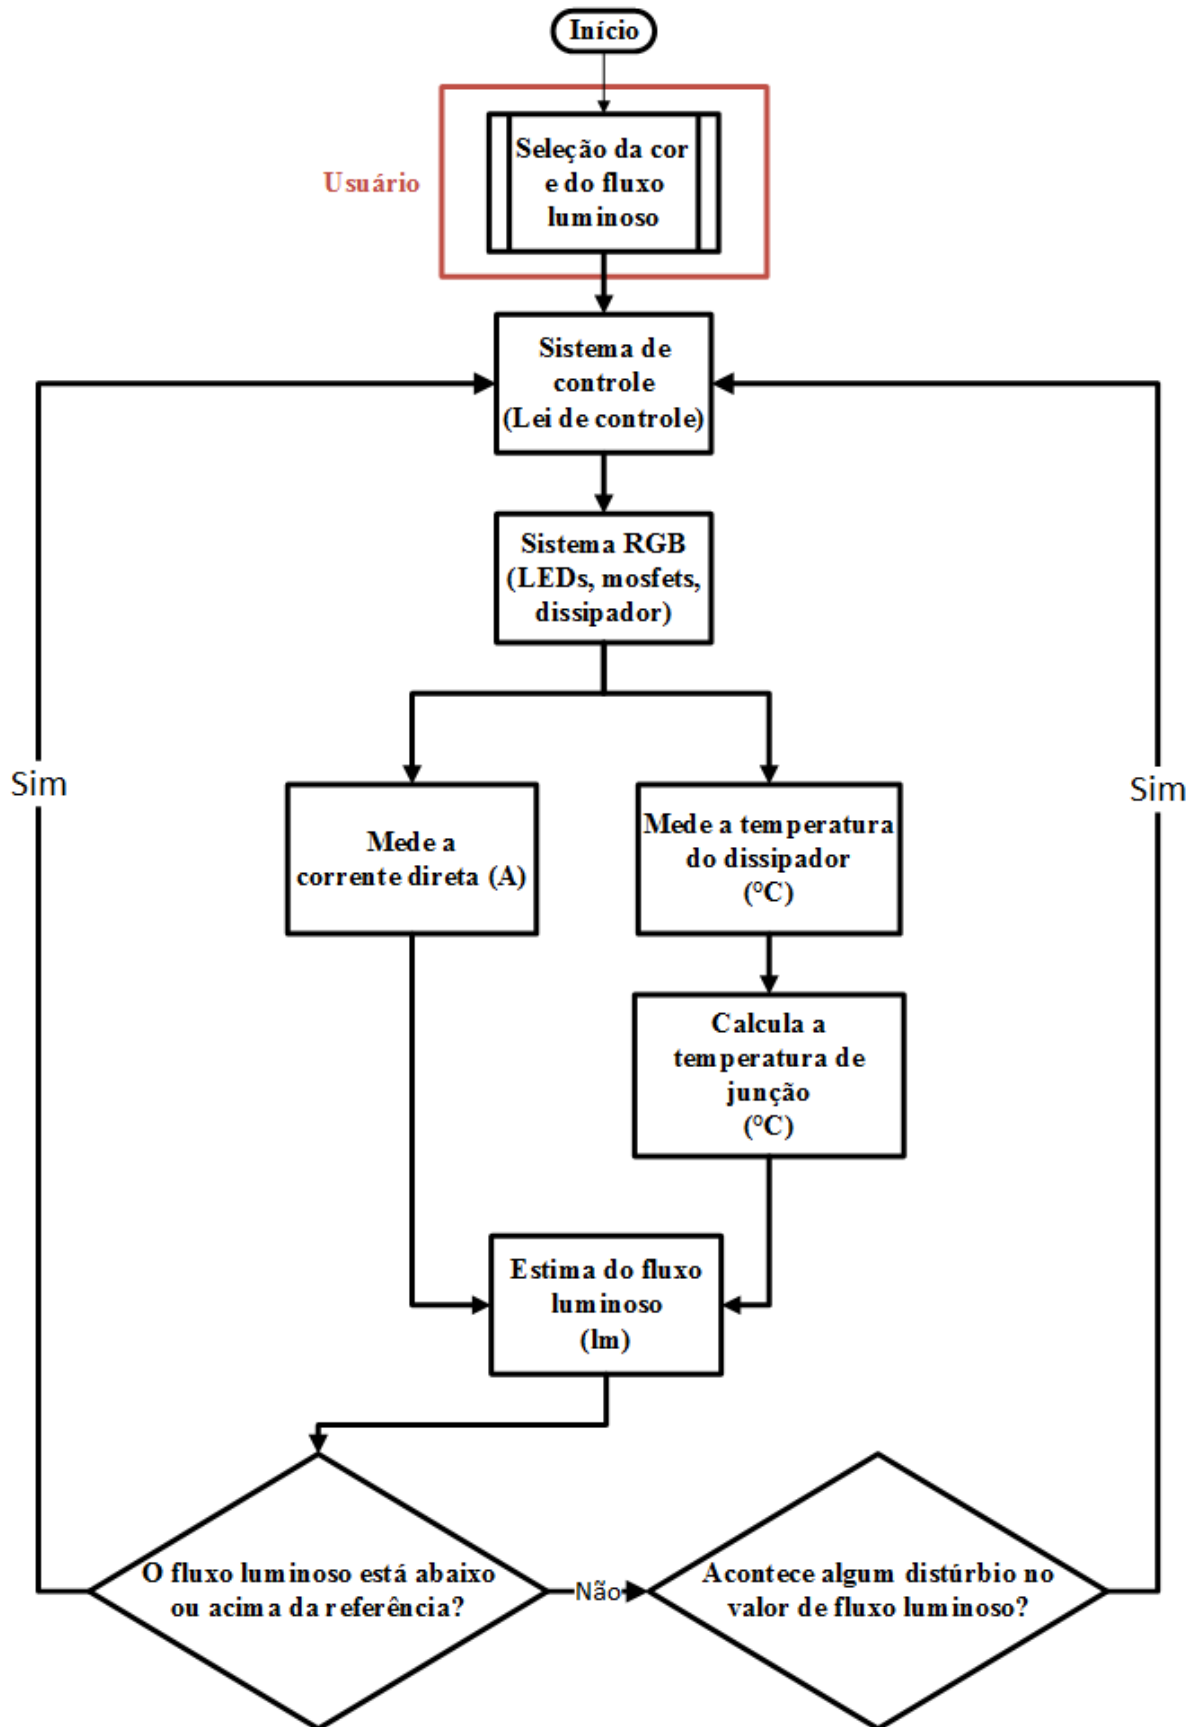 Início
Usuário
Seleção da cor
e do fluxo
luminoso
Sistema de
controle
(Lei de controle)
Sistema RGB
(LEDs, mosfets,
dissipador)
Sim
Sim
Mede a
corrente direta (A)
Mede a temperatura
do dissipador
(°C)
Calcula a
temperatura de
junção
(°C)
Estima do fluxo
luminoso
(lm)
O fluxo luminoso está abaixo
ou acima da referência?
Não
Acontece algum distúrbio no
valor de fluxo luminoso?